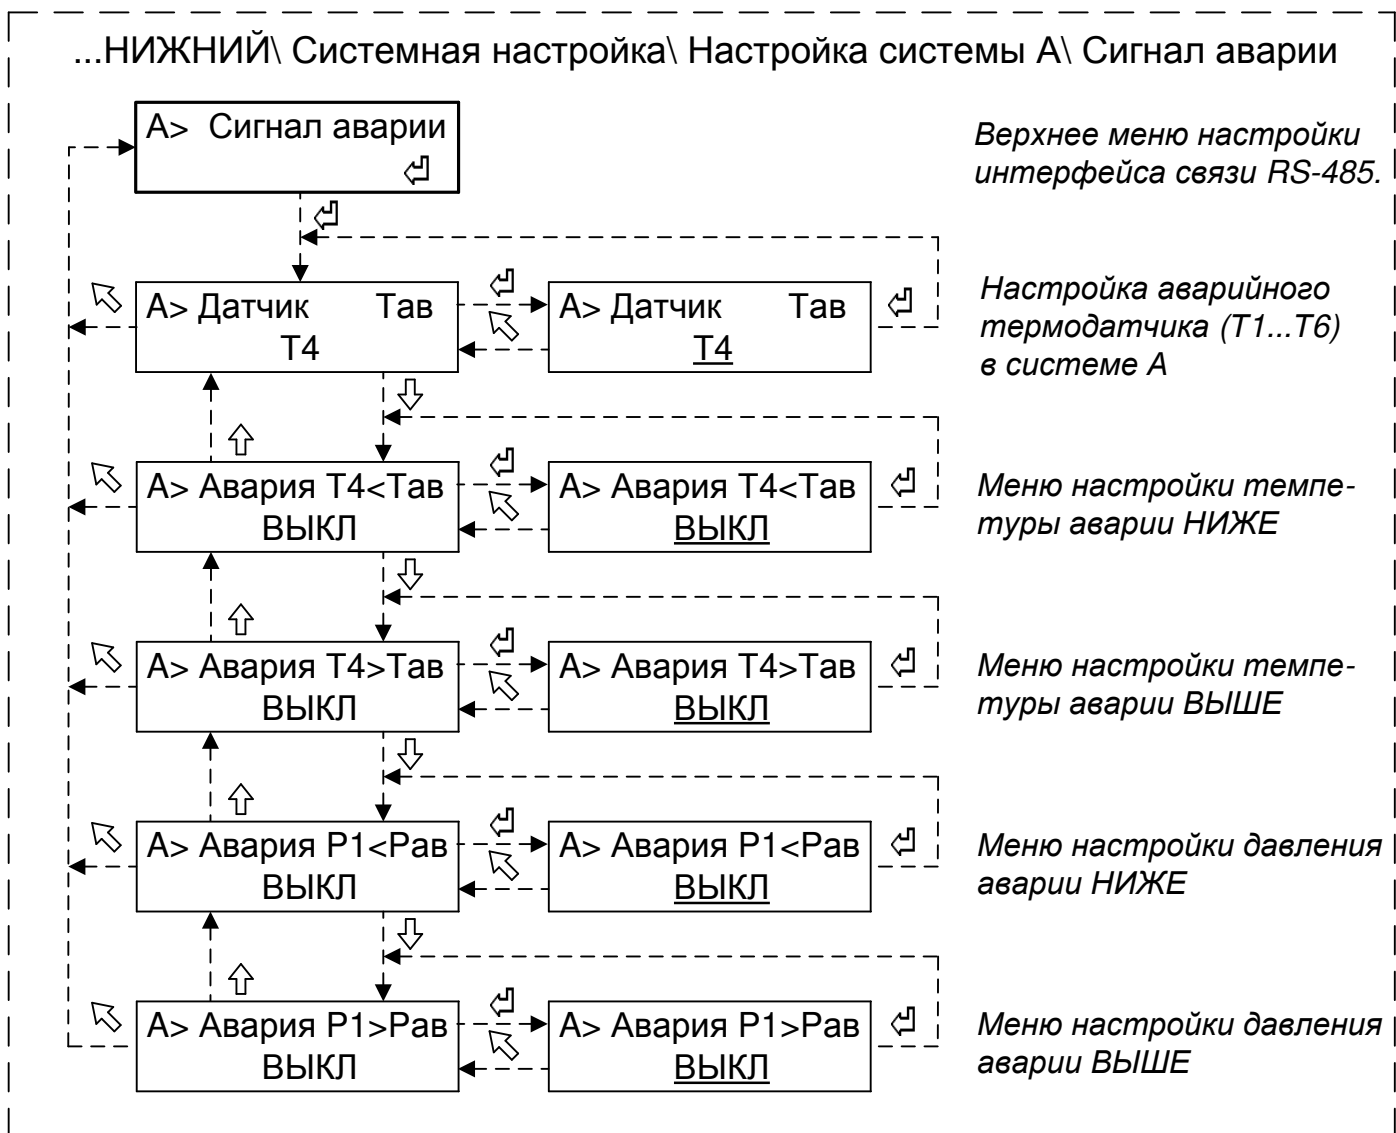 ...НИЖНИЙ\ Системная настройка\ Настройка системы А\ Сигнал аварии
А> Сигнал аварии
Верхнее меню настройки
интерфейса связи RS-485.
А> Датчик Тав
Т4
А> Датчик Тав
Т4
Настройка аварийного
термодатчика (Т1...Т6)
в системе А
А> Авария Т4<Тав
ВЫКЛ
А> Авария Т4<Тав
ВЫКЛ
Меню настройки темпе-
туры аварии НИЖЕ
А> Авария Т4>Тав
ВЫКЛ
А> Авария Т4>Тав
ВЫКЛ
Меню настройки темпе-
туры аварии ВЫШЕ
А> Авария Р1<Рав
ВЫКЛ
А> Авария Р1<Рав
ВЫКЛ
Меню настройки давления
аварии НИЖЕ
А> Авария Р1>Рав
ВЫКЛ
А> Авария Р1>Рав
ВЫКЛ
Меню настройки давления
аварии ВЫШЕ